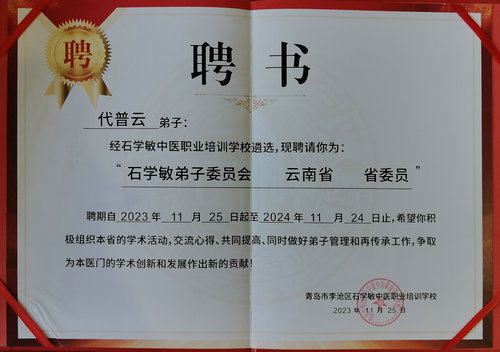 聘
聘书
代普云 弟子：
经石学敏中医职业培训学校遴选，现聘请你为：
“石学敏弟子委员会 云南省 省委员”
聘期自2023年11月25日起至2024年11月24日止，希望你积
极组织本省的学术活动，交流心得、共同提高、同时做好弟子管理和再传承工作，争取
为本医门的学术创新和发展作出新的贡献！
青岛市李沧区石学敏中医职业培训学校
2023年11月25日